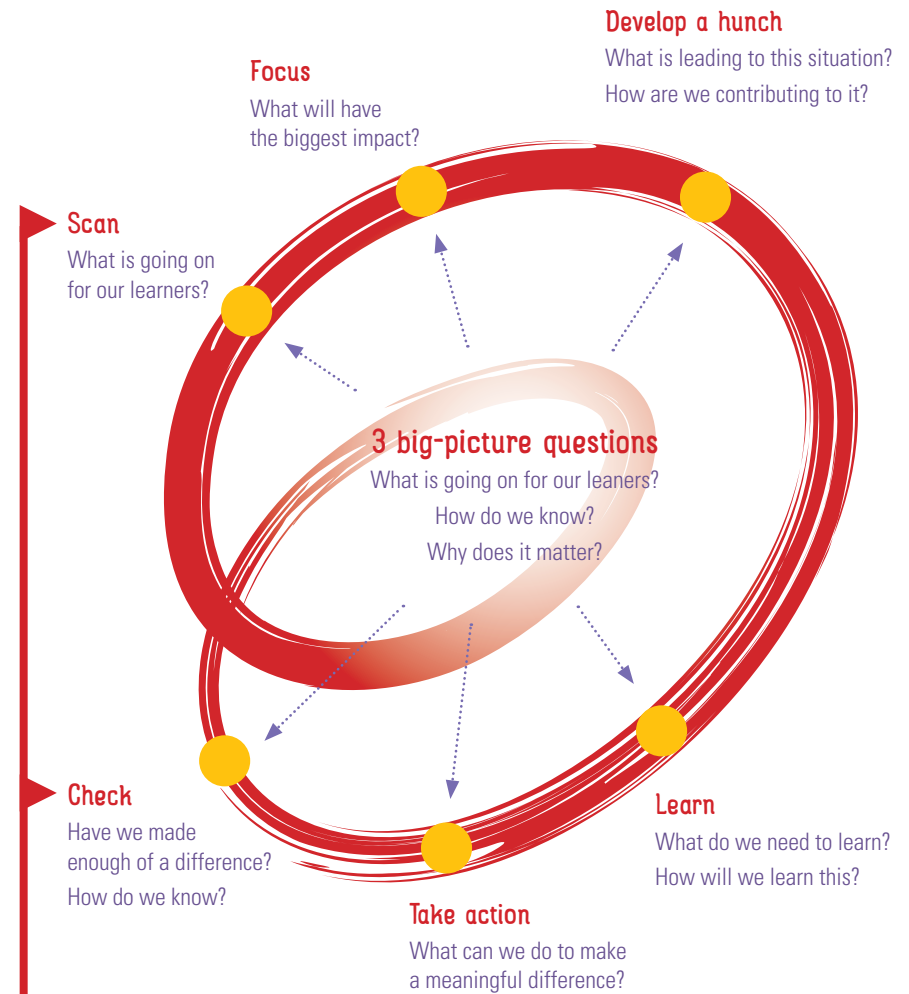 Develop a hunch
What is leading to this situation?
How are we contributing to it?
Focus
What will have
the biggest impact?
Scan
What is going on
for our learners?
3 big-picture questions
What is going on for our leaners?
How do we know?
Why does it matter?
Check
Have we made
enough of a difference?
How do we know?
Learn
What do we need to learn?
How will we learn this?
Take action
What can we do to make
a meaningful difference?